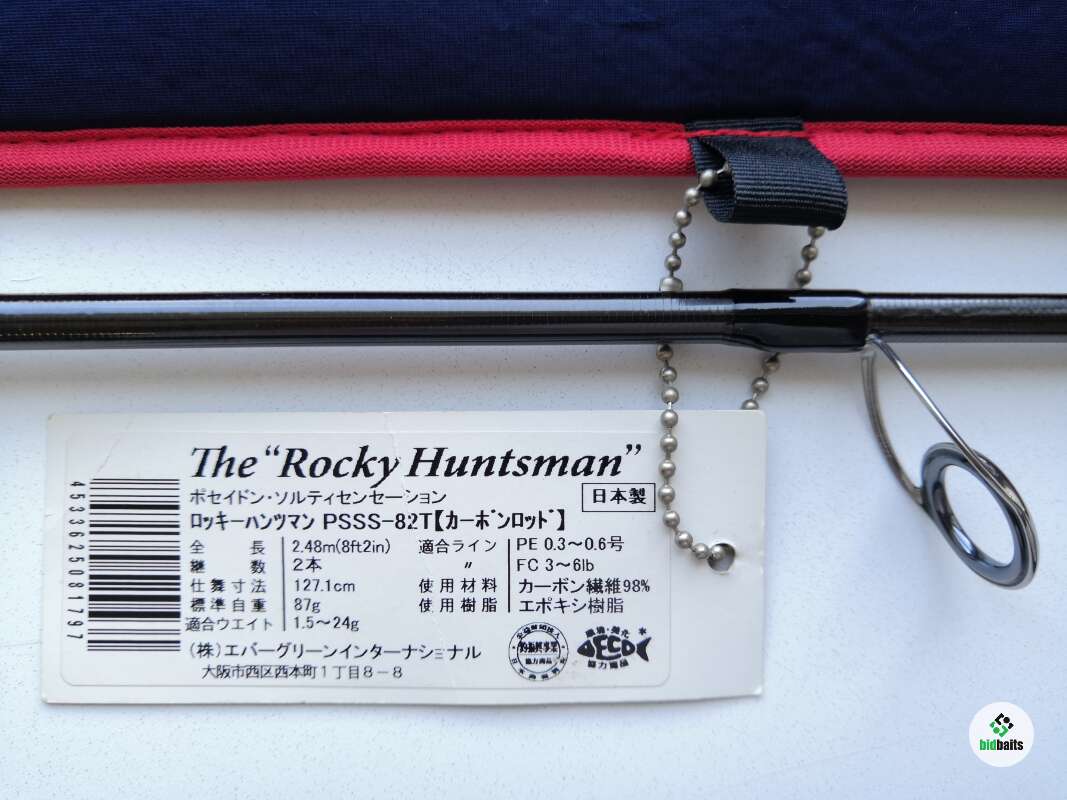 The “Rocky Huntsman”
ポセイドン・ソルティセンセーション
日本製
ロッキーハンツマン PSSS-82T【カーボンロッド】
全長 2.48m(8ft2in) 適合ライン PE 0.3～0.6号
継数 2本 〃 FC 3～6lb
仕舞寸法 127.1cm 使用材料 カーボン繊維98%
標準自重 87g 使用樹脂 エポキシ樹脂
適合ウエイト 1.5～24g
(株)エバーグリーンインターナショナル
大阪市西区西本町1丁目8-8
4533625081797
ECO
協力商品
bidbaits